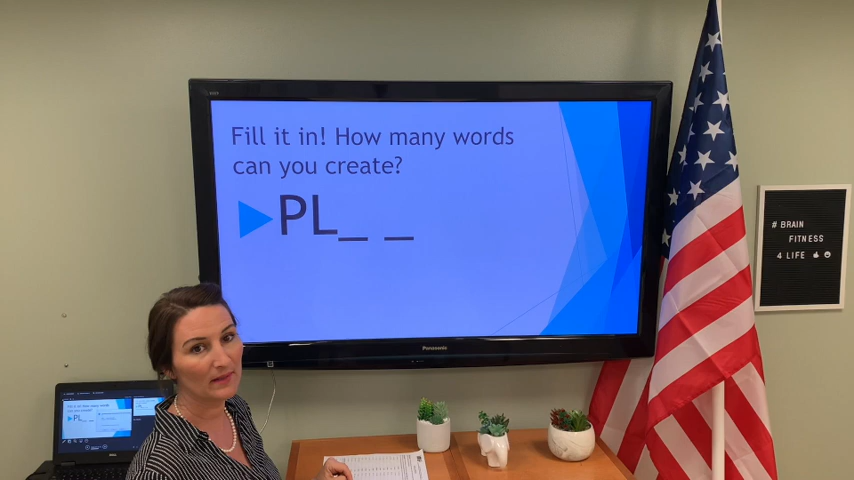 Fill it in! How many words
can you create?
PL_ _
Panasonic
# BRAIN
FITNESS
4 LIFE